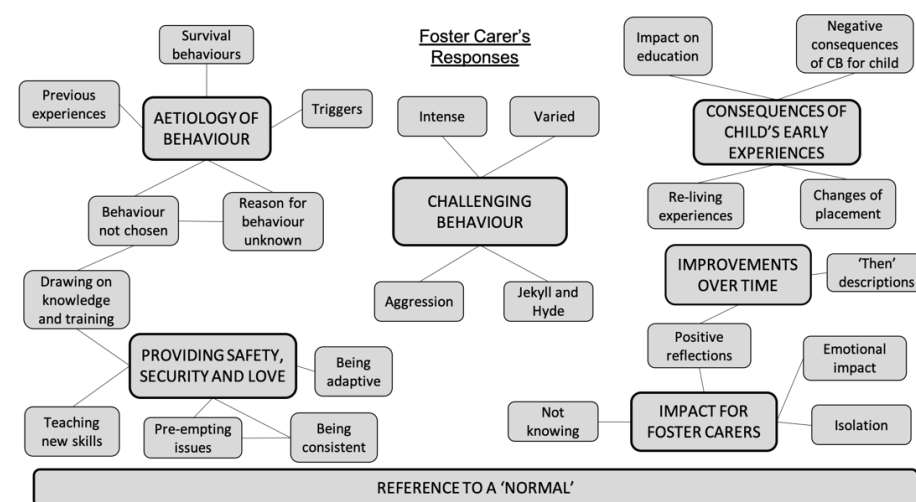 Foster Carer's
Responses
Survival
behaviours
Previous
experiences
AETIOLOGY OF
BEHAVIOUR
Triggers
Behaviour
not chosen
Reason for
behaviour
unknown
Drawing on
knowledge
and training
PROVIDING SAFETY,
SECURITY AND LOVE
Being
adaptive
Teaching
new skills
Pre-empting
issues
Being
consistent
Intense
Varied
CHALLENGING
BEHAVIOUR
Aggression
Jekyll and
Hyde
Impact on
education
Negative
consequences
of CB for child
CONSEQUENCES OF
CHILD'S EARLY
EXPERIENCES
Re-living
experiences
Changes of
placement
IMPROVEMENTS
OVER TIME
'Then'
descriptions
Positive
reflections
Emotional
impact
Not
knowing
IMPACT FOR
FOSTER CARERS
Isolation
REFERENCE TO A 'NORMAL'